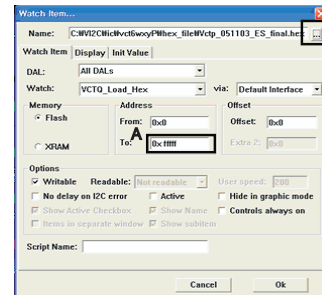 Watch Item...
Name: C:\VI2C\fic\vct6wxyP\hex_file\Vctp_051103_ES_final.hex ...
Watch Item Display Init Value
DAL: All DALs
Watch: VCTQ_Load_Hex via: Default Interface
Memory Address Offset
Flash From: 0x0 Offset: 0x0
A
XRAM To: 0x fffff Extra 2: 0x0
Options
Writable Readable: Not readable User speed: 200
No delay on I2C error Active Hide in graphic mode
Show Active Checkbox Show Name Controls always on
Items in separate window Show subitem
Script Name:
Cancel Ok